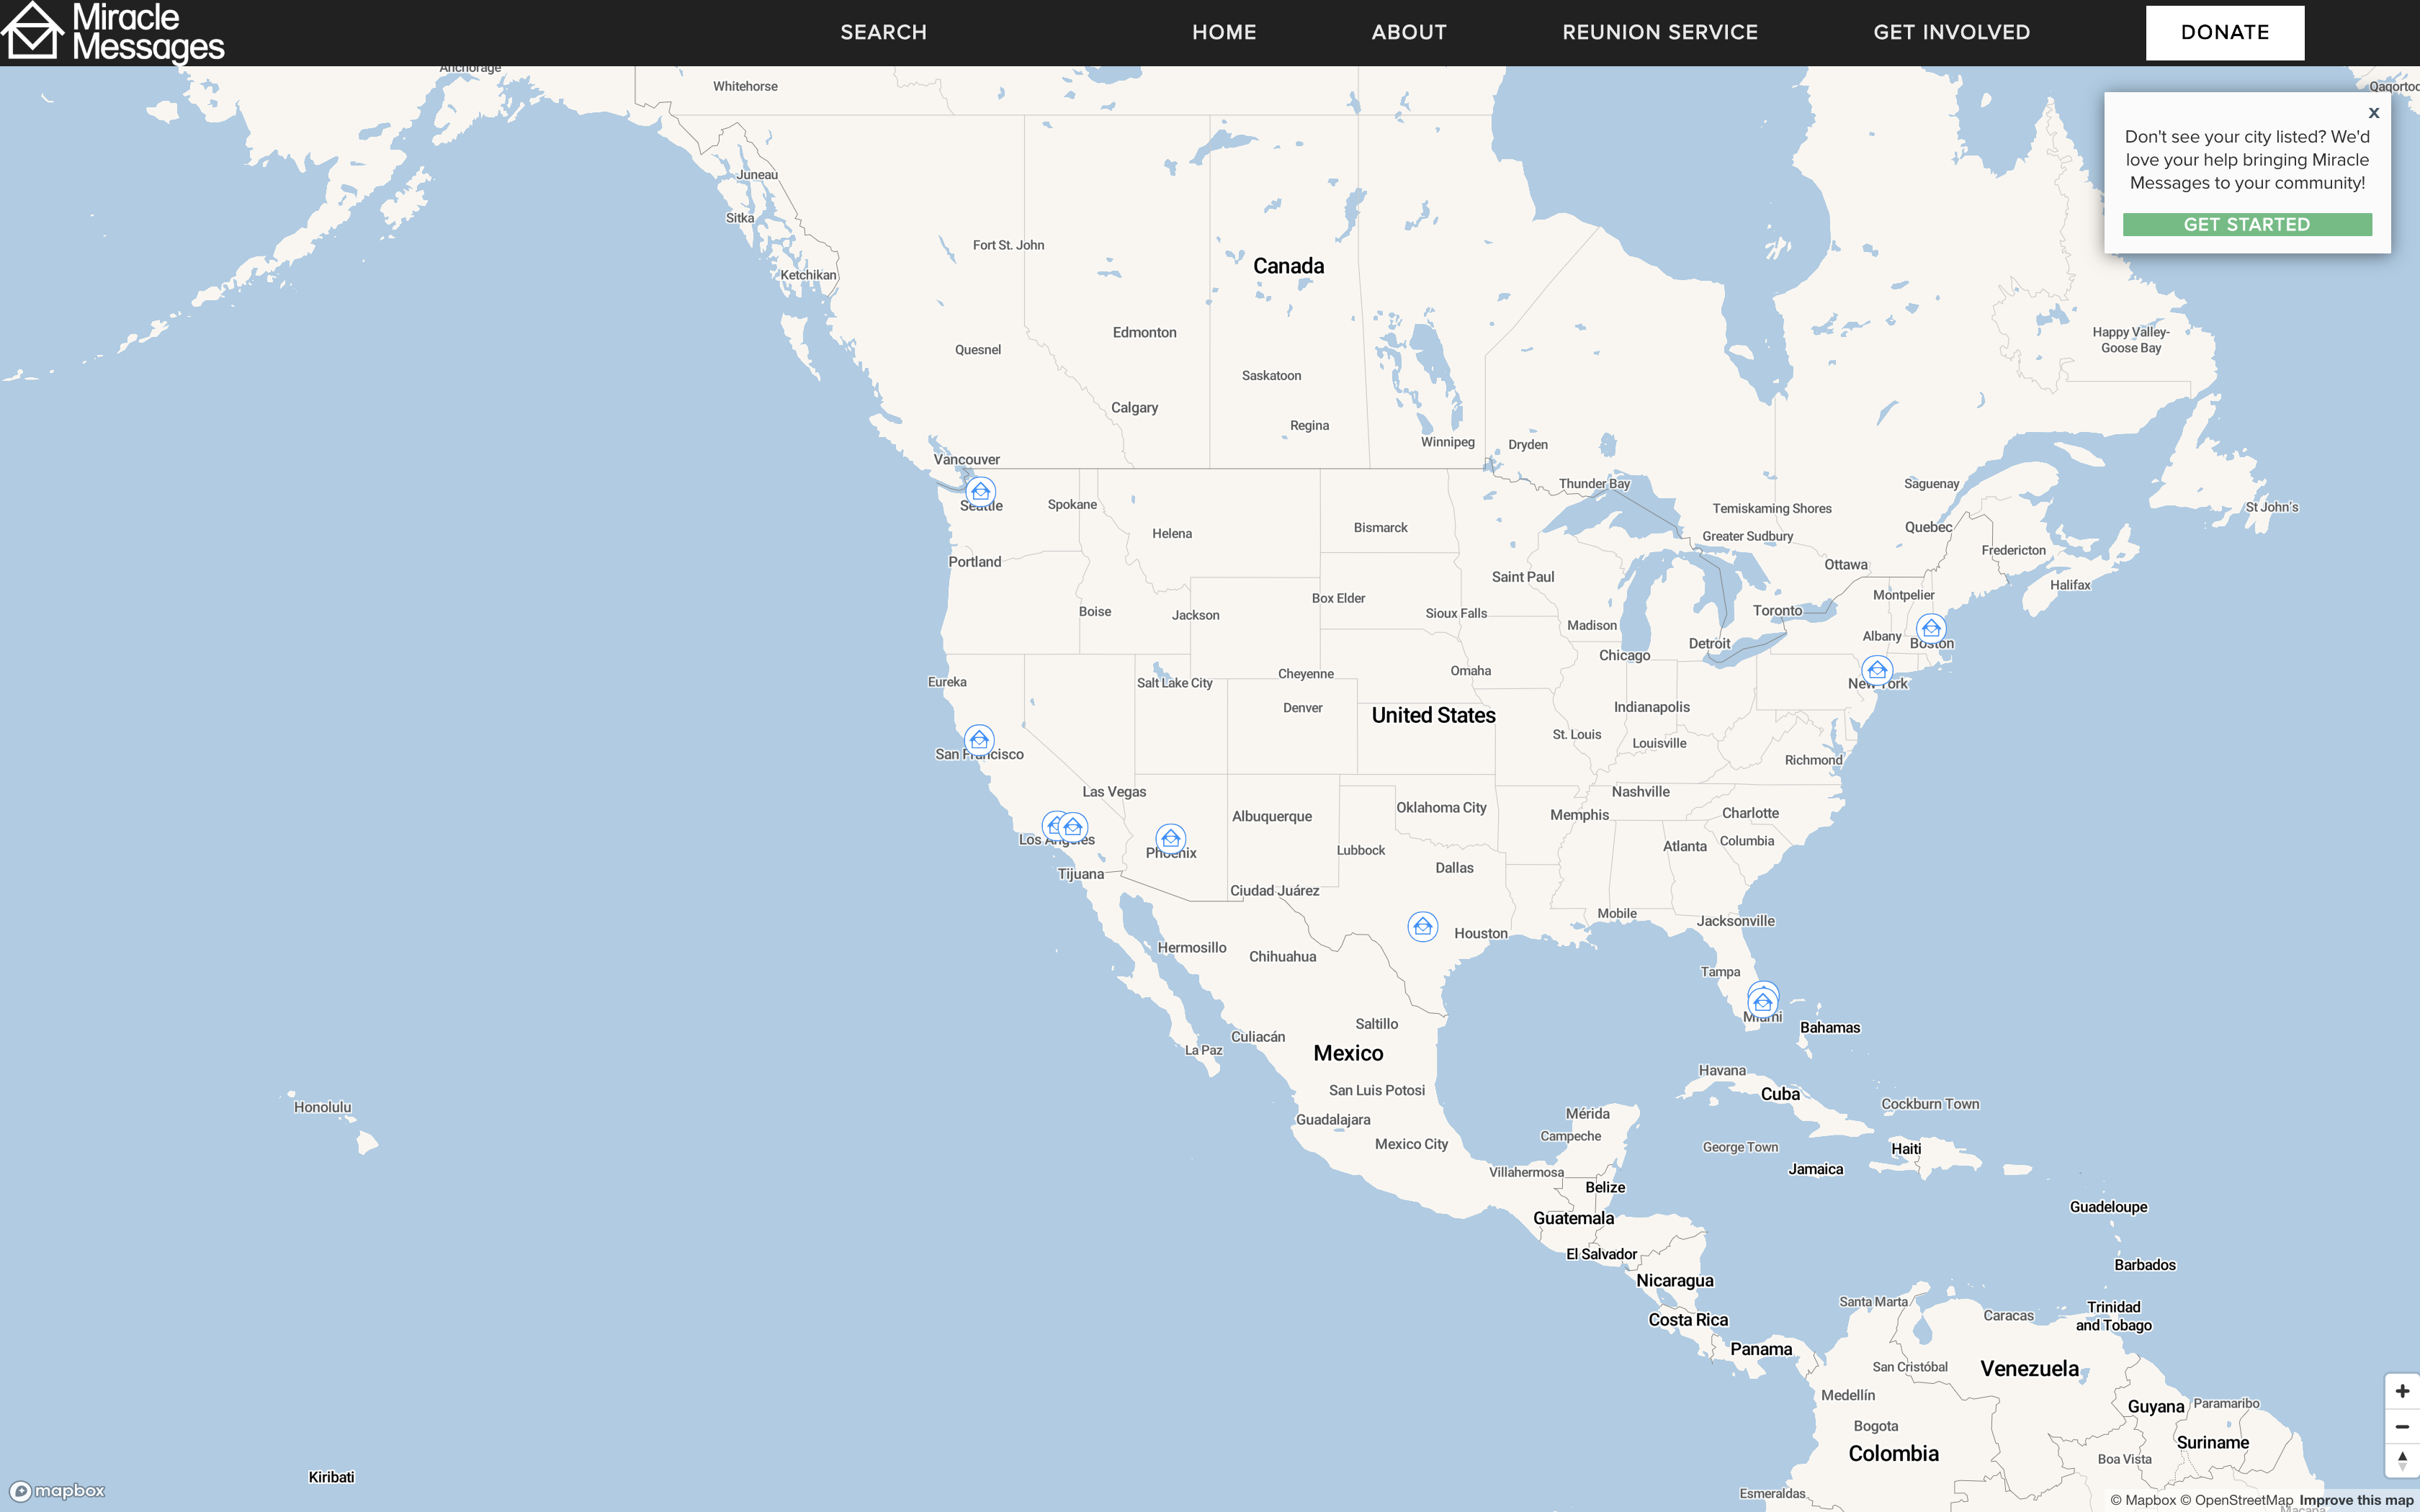 Miracle
Messages
SEARCH
HOME
ABOUT
REUNION SERVICE
GET INVOLVED
DONATE
Anchorage
Whitehorse
x
Don't see your city listed? We'd
love your help bringing Miracle
Messages to your community!
GET STARTED
Juneau
Sitka
Ketchikan
Fort St. John
Canada
Edmonton
Quesnel
Saskatoon
Calgary
Regina
Winnipeg
Dryden
Happy Valley-
Goose Bay
Vancouver
Seattle
Spokane
Helena
Bismarck
Thunder Bay
Temiskaming Shores
Greater Sudbury
Saguenay
Quebec
St John's
Fredericton
Halifax
Portland
Boise
Jackson
Box Elder
Saint Paul
Sioux Falls
Ottawa
Montpelier
Toronto
Madison
Detroit
Albany
Boston
Chicago
Eureka
Salt Lake City
Cheyenne
Omaha
New York
Denver
United States
Indianapolis
St. Louis
Louisville
Richmond
San Francisco
Las Vegas
Albuquerque
Oklahoma City
Memphis
Nashville
Charlotte
Columbia
Atlanta
Los Angeles
Phoenix
Lubbock
Dallas
Tijuana
Ciudad Juárez
Mobile
Jacksonville
Houston
Hermosillo
Chihuahua
Tampa
Miami
Bahamas
Saltillo
Culiacán
La Paz
Mexico
San Luis Potosi
Guadalajara
Mexico City
Havana
Cuba
Cockburn Town
Mérida
Campeche
George Town
Haiti
Jamaica
Villahermosa
Belize
Guatemala
El Salvador
Nicaragua
Costa Rica
Panama
Honolulu
Kiribati
Guadeloupe
Barbados
Trinidad
and Tobago
Santa Marta
Caracas
San Cristóbal
Venezuela
Medellín
Bogota
Colombia
Guyana
Paramaribo
Suriname
Boa Vista
Esmeraldas
mapbox
© Mapbox © OpenStreetMap Improve this map